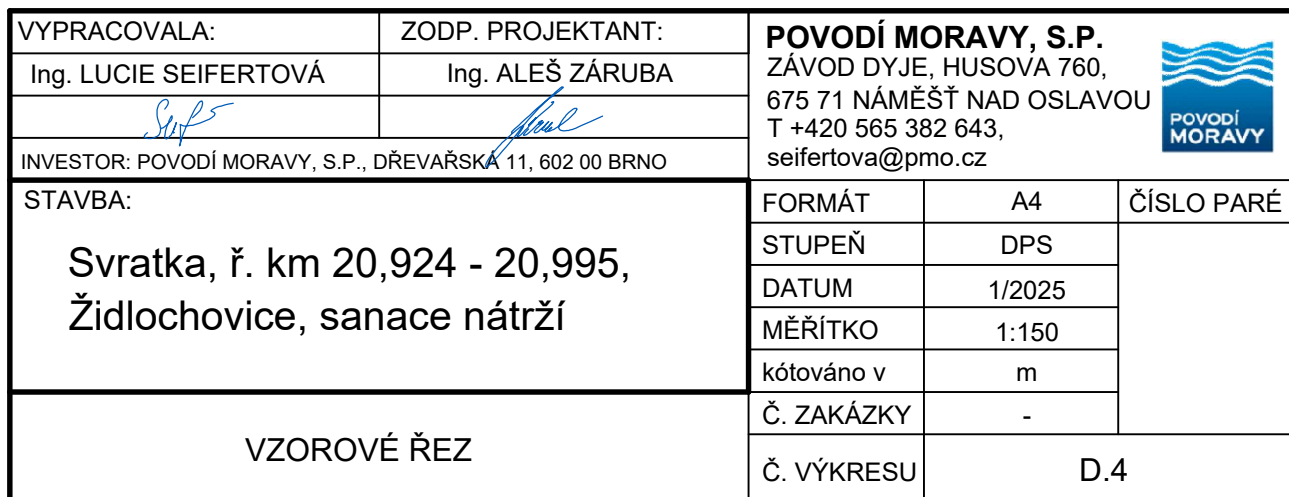 VYPRACOVALA:
ZODP. PROJEKTANT:
Ing. LUCIE SEIFERTOVÁ
Ing. ALEŠ ZÁRUBA
INVESTOR: POVODÍ MORAVY, S.P., DŘEVAŘSKÁ 11, 602 00 BRNO
POVODÍ MORAVY, S.P.
ZÁVOD DYJE, HUSOVA 760,
675 71 NÁMĚŠŤ NAD OSLAVOU
T +420 565 382 643,
seifertova@pmo.cz
POVODÍ
MORAVY
STAVBA:
Svratka, ř. km 20,924 - 20,995,
Židlochovice, sanace nátrží
FORMÁT A4 ČÍSLO PARÉ
STUPEŇ DPS
DATUM 1/2025
MĚŘÍTKO 1:150
kótováno v m
Č. ZAKÁZKY -
VZOROVÉ ŘEZ
Č. VÝKRESU D.4